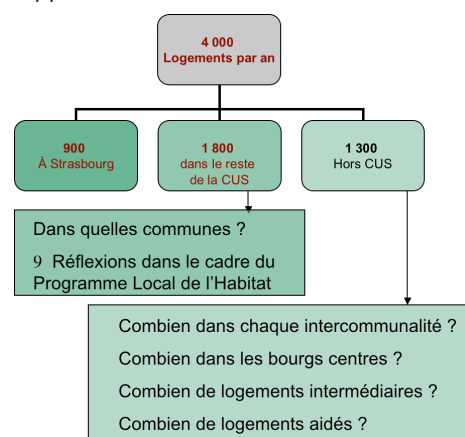 4 000
Logements par an
900
À Strasbourg
1 800
dans le reste
de la CUS
1 300
Hors CUS
Dans quelles communes ?
9 Réflexions dans le cadre du
Programme Local de l'Habitat
Combien dans chaque intercommunalité ?
Combien dans les bourgs centres ?
Combien de logements intermédiaires ?
Combien de logements aidés ?